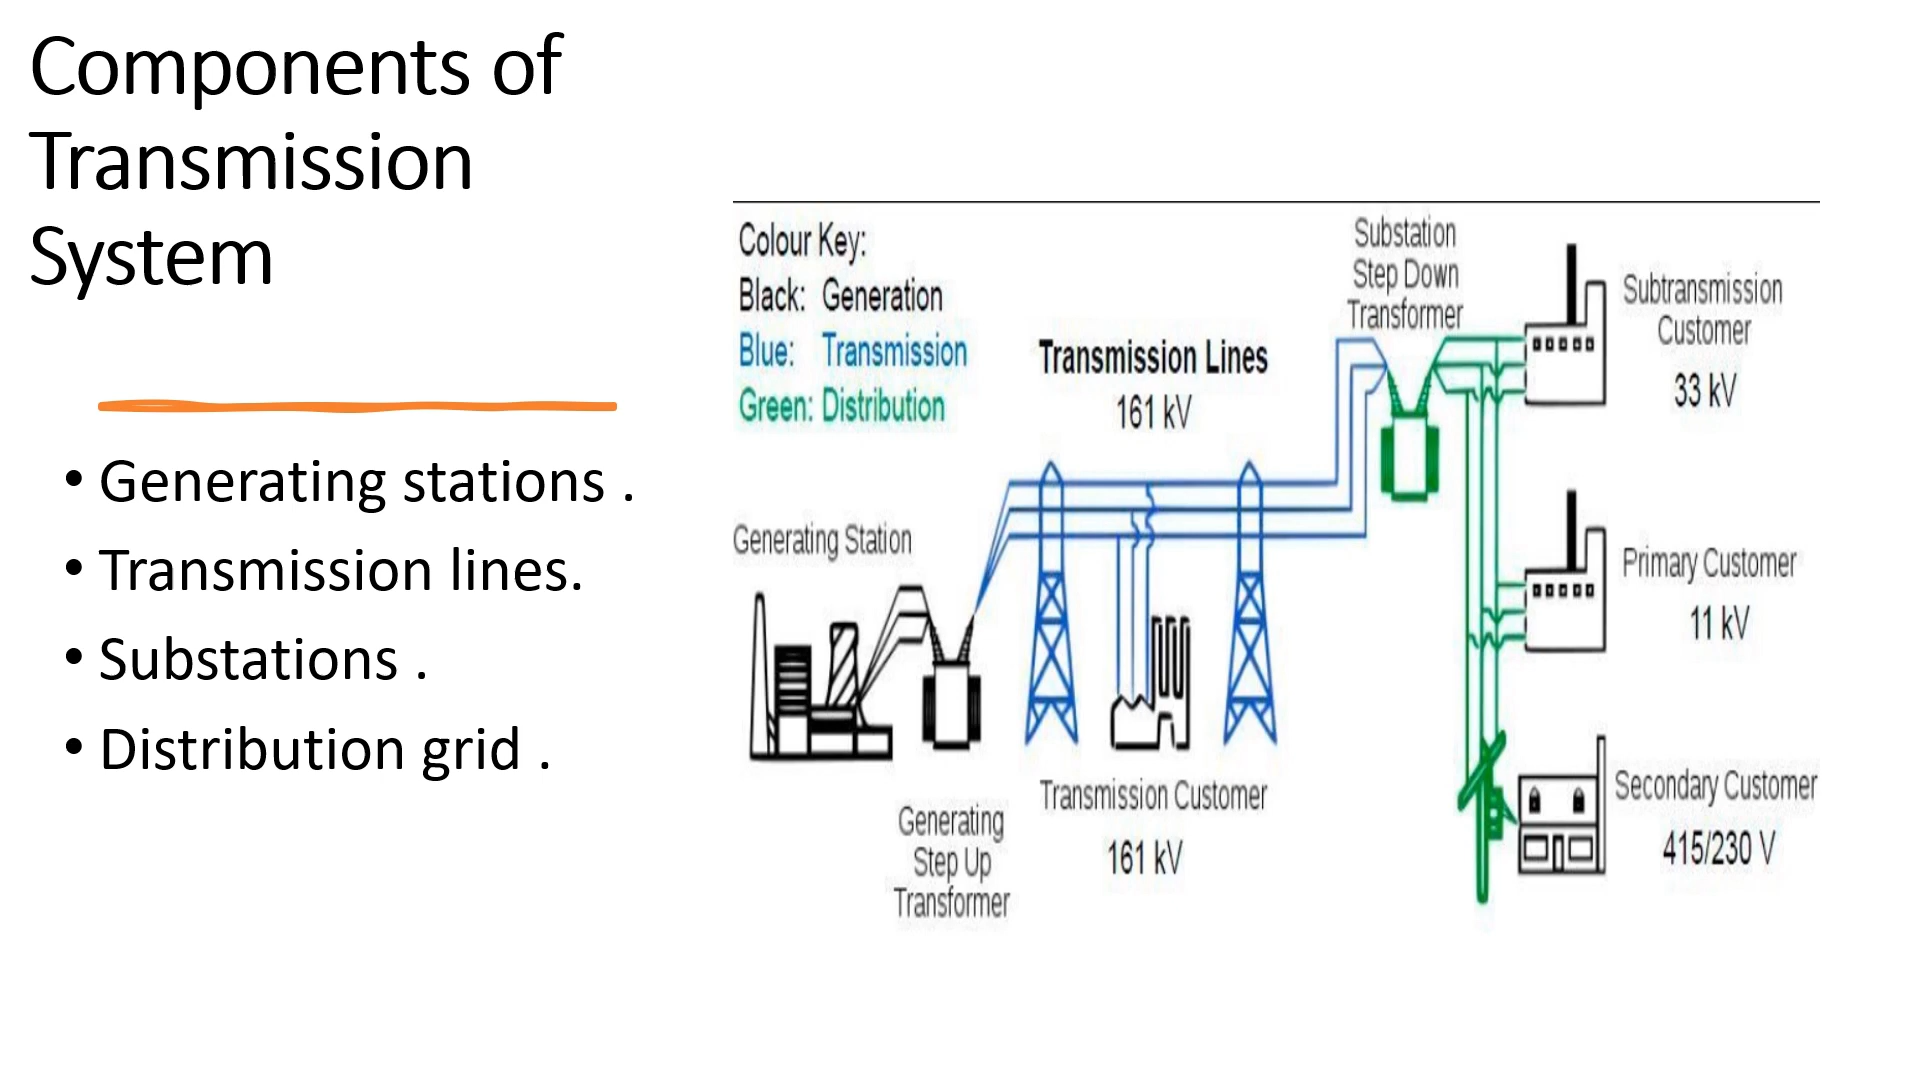 Components of
Transmission
System
• Generating stations .
• Transmission lines.
• Substations .
• Distribution grid .
Colour Key:
Black: Generation
Blue: Transmission
Green: Distribution
Generating Station
Generating
Step Up
Transformer
Transmission Lines
161 kV
Transmission Customer
161 kV
Substation
Step Down
Transformer
Subtransmission
Customer
33 kV
Primary Customer
11 kV
Secondary Customer
415/230 V